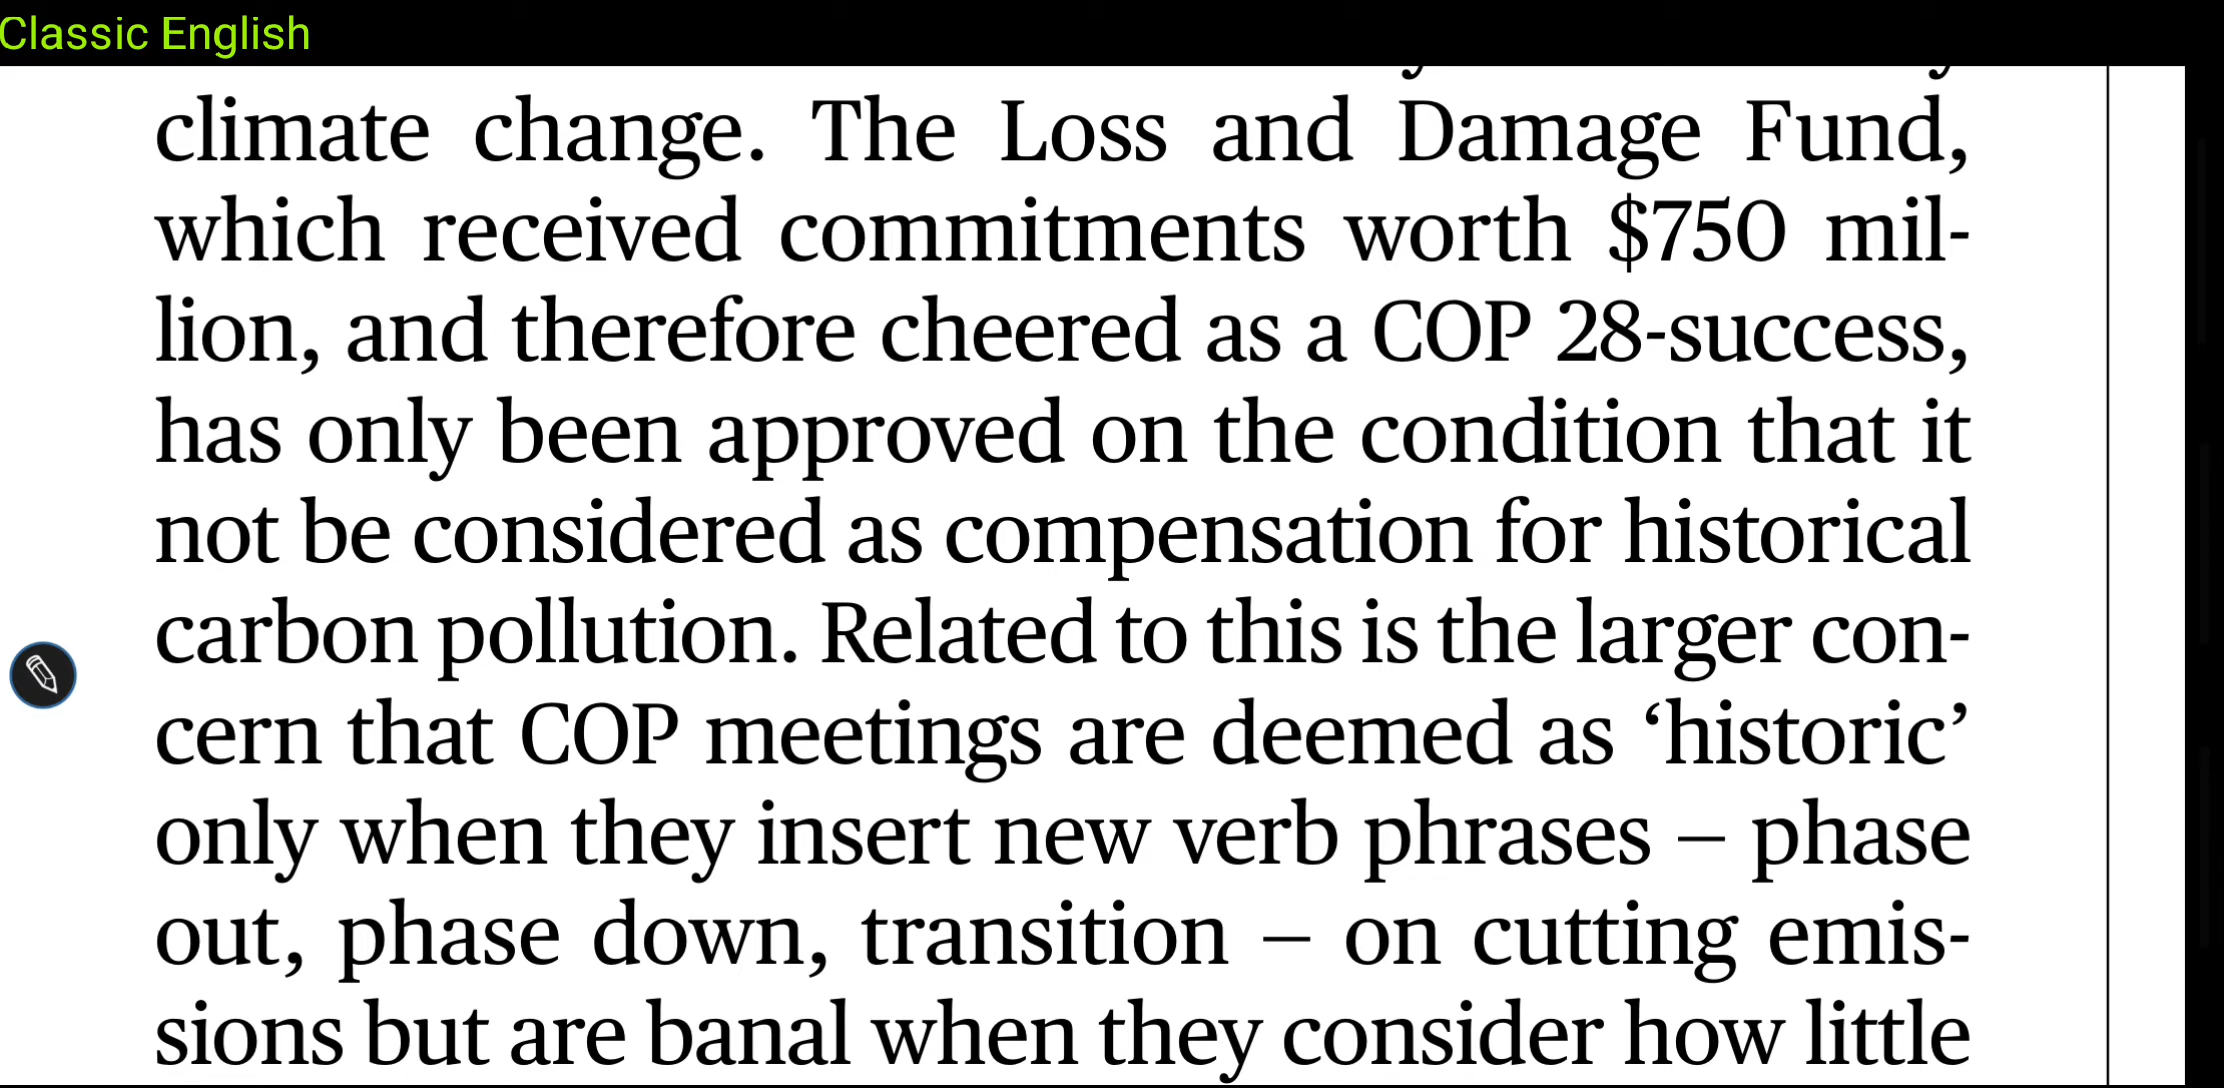 Classic English
climate change. The Loss and Damage Fund,
which received commitments worth $750 mil-
lion, and therefore cheered as a COP 28-success,
has only been approved on the condition that it
not be considered as compensation for historical
carbon pollution. Related to this is the larger con-
cern that COP meetings are deemed as ‘historic’
only when they insert new verb phrases – phase
out, phase down, transition – on cutting emis-
sions but are banal when they consider how little